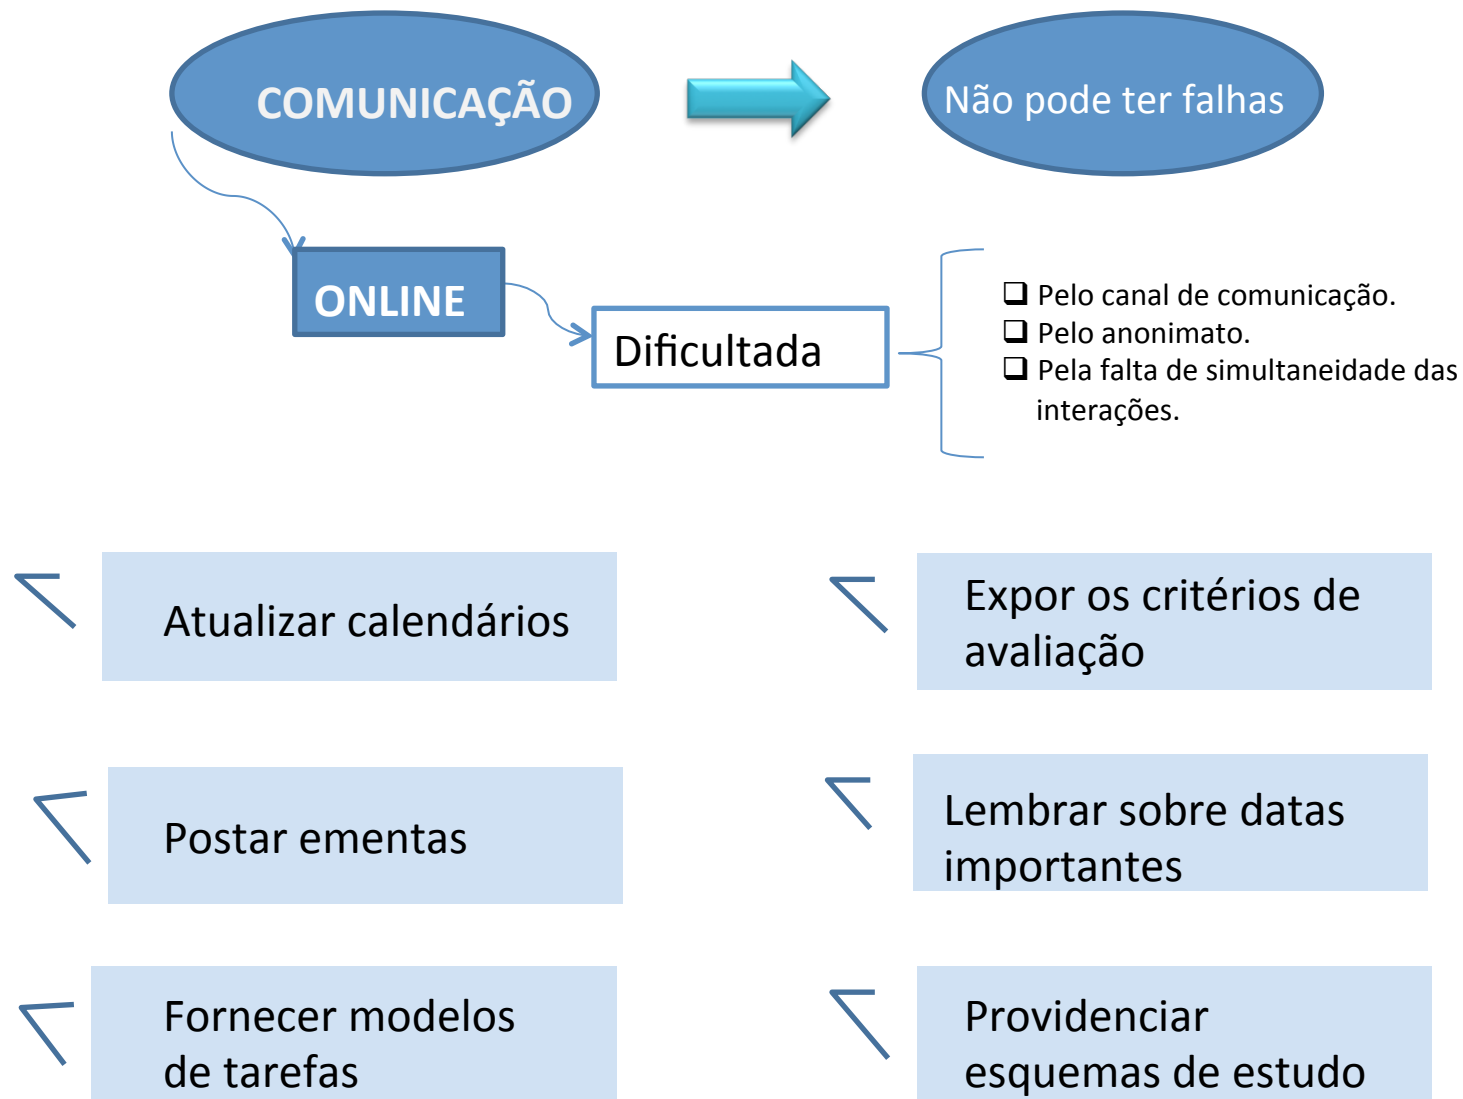 COMUNICAÇÃO
Não pode ter falhas
ONLINE
Dificultada
Pelo canal de comunicação.
Pelo anonimato.
Pela falta de simultaneidade das
interações.
Atualizar calendários
Expor os critérios de
avaliação
Postar ementas
Lembrar sobre datas
importantes
Fornecer modelos
de tarefas
Providenciar
esquemas de estudo